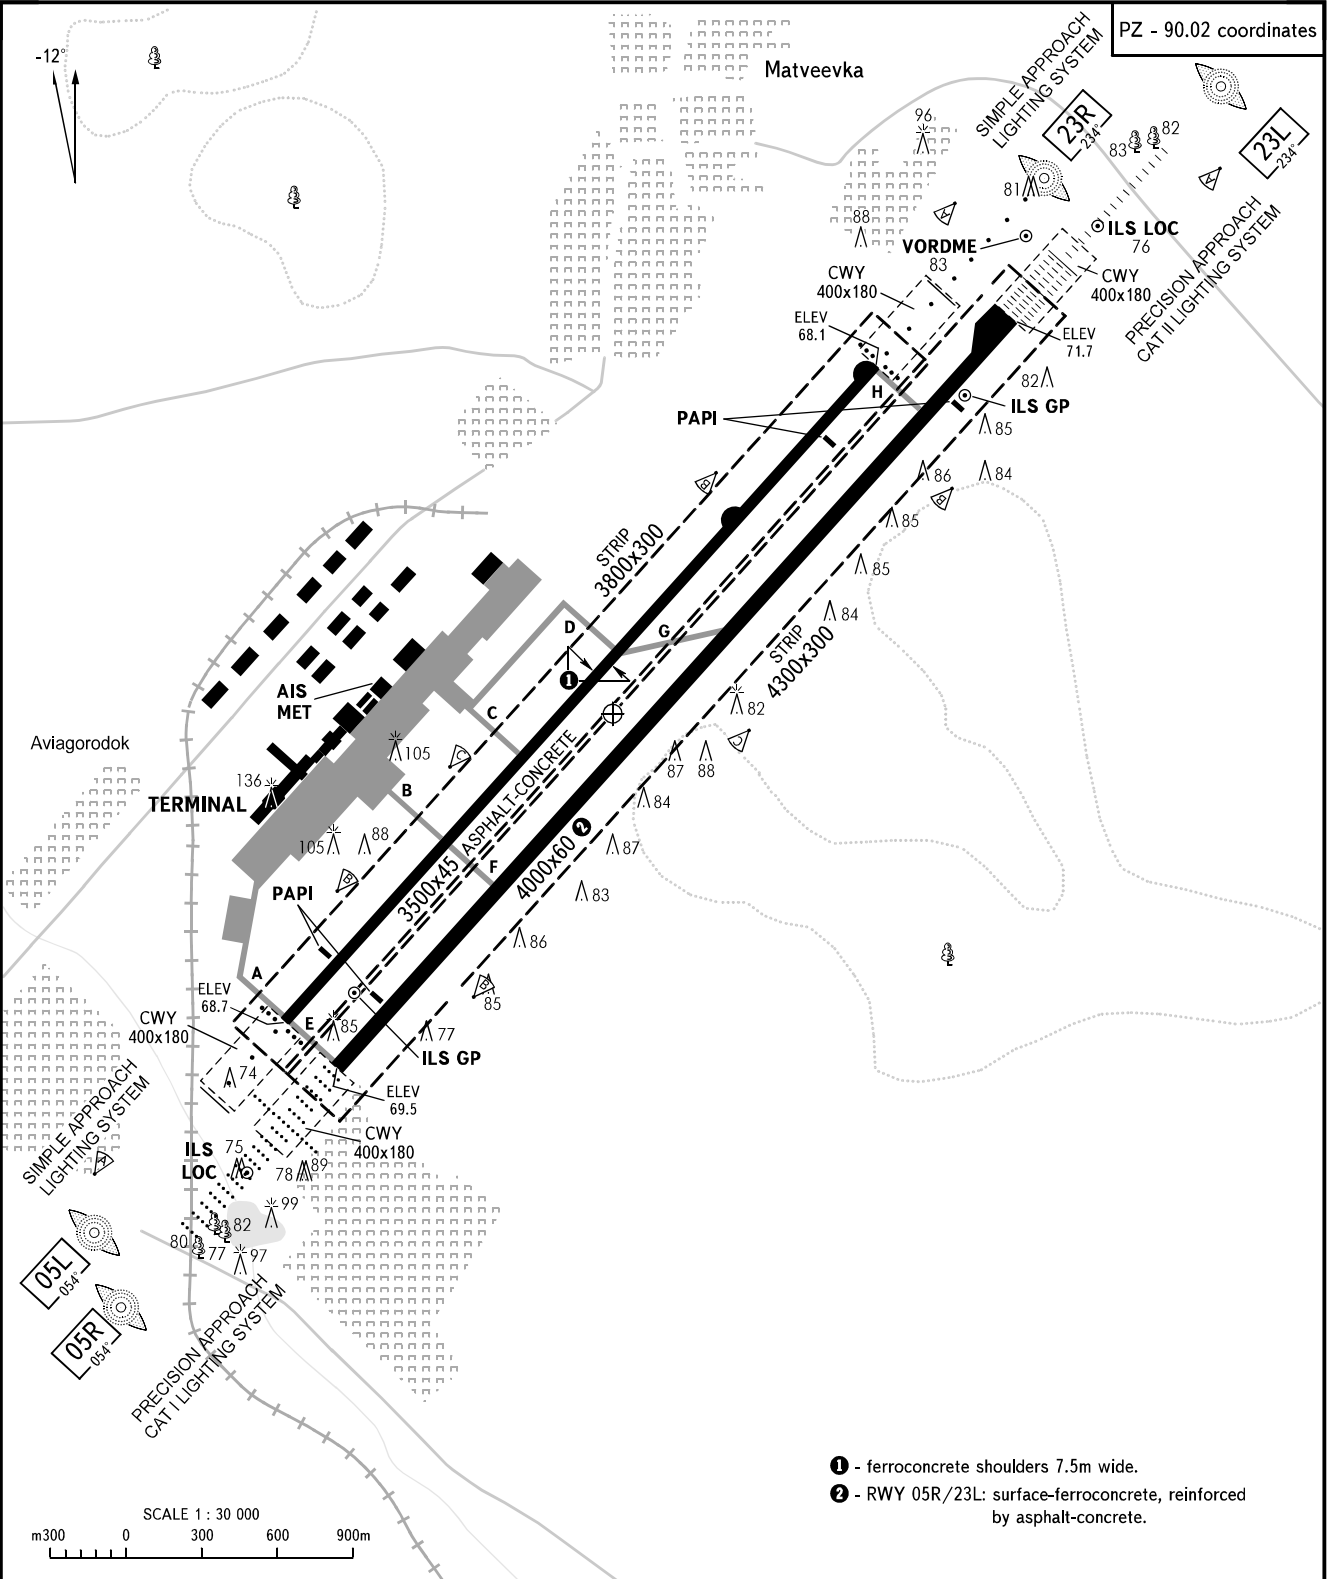 PZ - 90.02 coordinates
-12°
Matveevka
SIMPLE APPROACH
LIGHTING SYSTEM
23R
234°
23L
234°
96
83
82
81
A
A
88
VORDME
83
ILS LOC
76
CWY
400x180
CWY
400x180
PRECISION APPROACH
CAT II LIGHTING SYSTEM
ELEV
68.1
ELEV
71.7
82
H
ILS GP
PAPI
85
86
84
B
B
85
STRIP
3800x300
85
84
D
G
STRIP
4300x300
1
AIS
MET
82
C
Aviagorodok
105
C
C
87
88
136
TERMINAL
B
84
3500x45 ASPHALT-CONCRETE
4000x60 2
105
88
87
F
B
83
PAPI
86
A
B
85
ELEV
68.7
CWY
400x180
E
85
77
ILS GP
74
ELEV
69.5
CWY
400x180
SIMPLE APPROACH
LIGHTING SYSTEM
A
ILS
LOC
75
78
89
99
82
80
77
97
05L
054°
05R
054°
PRECISION APPROACH
CAT I LIGHTING SYSTEM
1 - ferroconcrete shoulders 7.5m wide.
2 - RWY 05R/23L: surface-ferroconcrete, reinforced
by asphalt-concrete.
SCALE 1 : 30 000
m300 0 300 600 900m